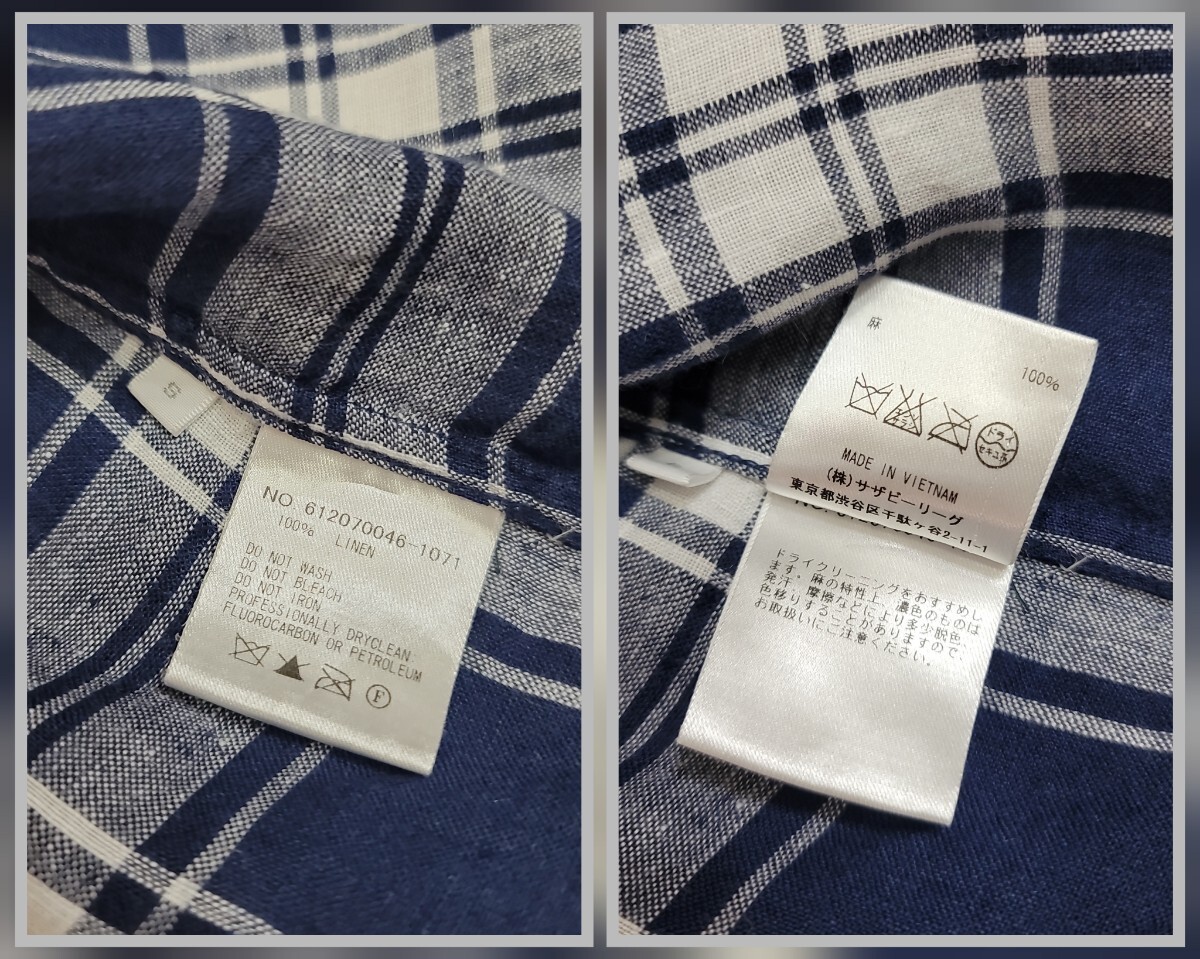 S
NO. 612070046-1071
100% LINEN
DO NOT WASH
DO NOT BLEACH
DO NOT IRON
PROFESSIONALLY DRYCLEAN
FLUOROCARBON OR PETROLEUM
F
麻
100%
エンソサラシ
ドライ
セキユ系
MADE IN VIETNAM
(株)サザビーリーグ
東京都渋谷区千駄ヶ谷2-11-1
ドライクリーニングをおすすめし
ます。麻の特性上、濃色のものは
発汗、摩擦などにより多少脱色、
色移りすることがありますので、
お取扱いにご注意ください。